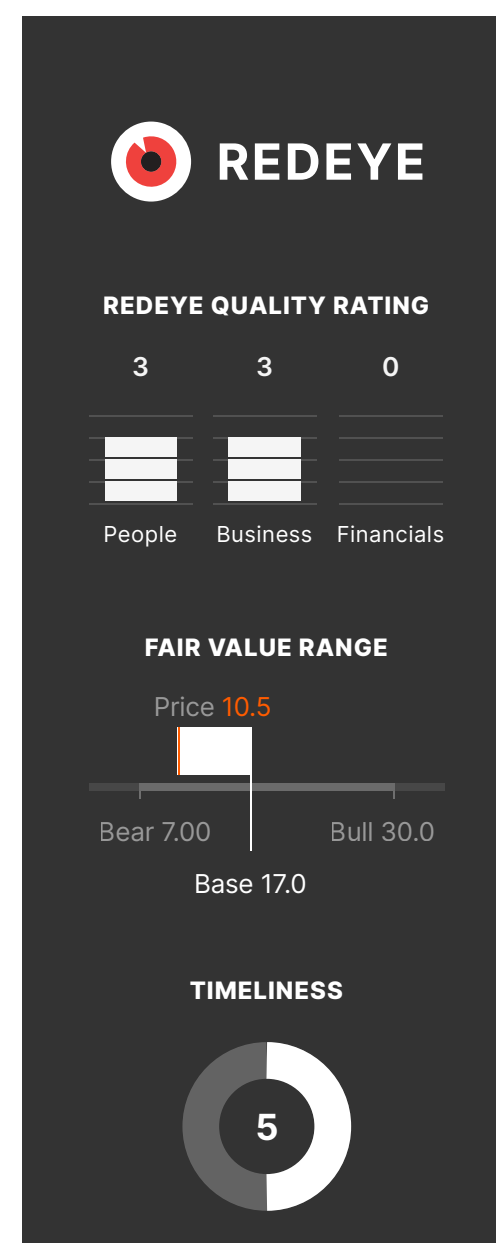 REDEYE
REDEYE QUALITY RATING
3 3 0
People Business Financials
FAIR VALUE RANGE
Price 10.5
Bear 7.00 Bull 30.0
Base 17.0
TIMELINESS
5